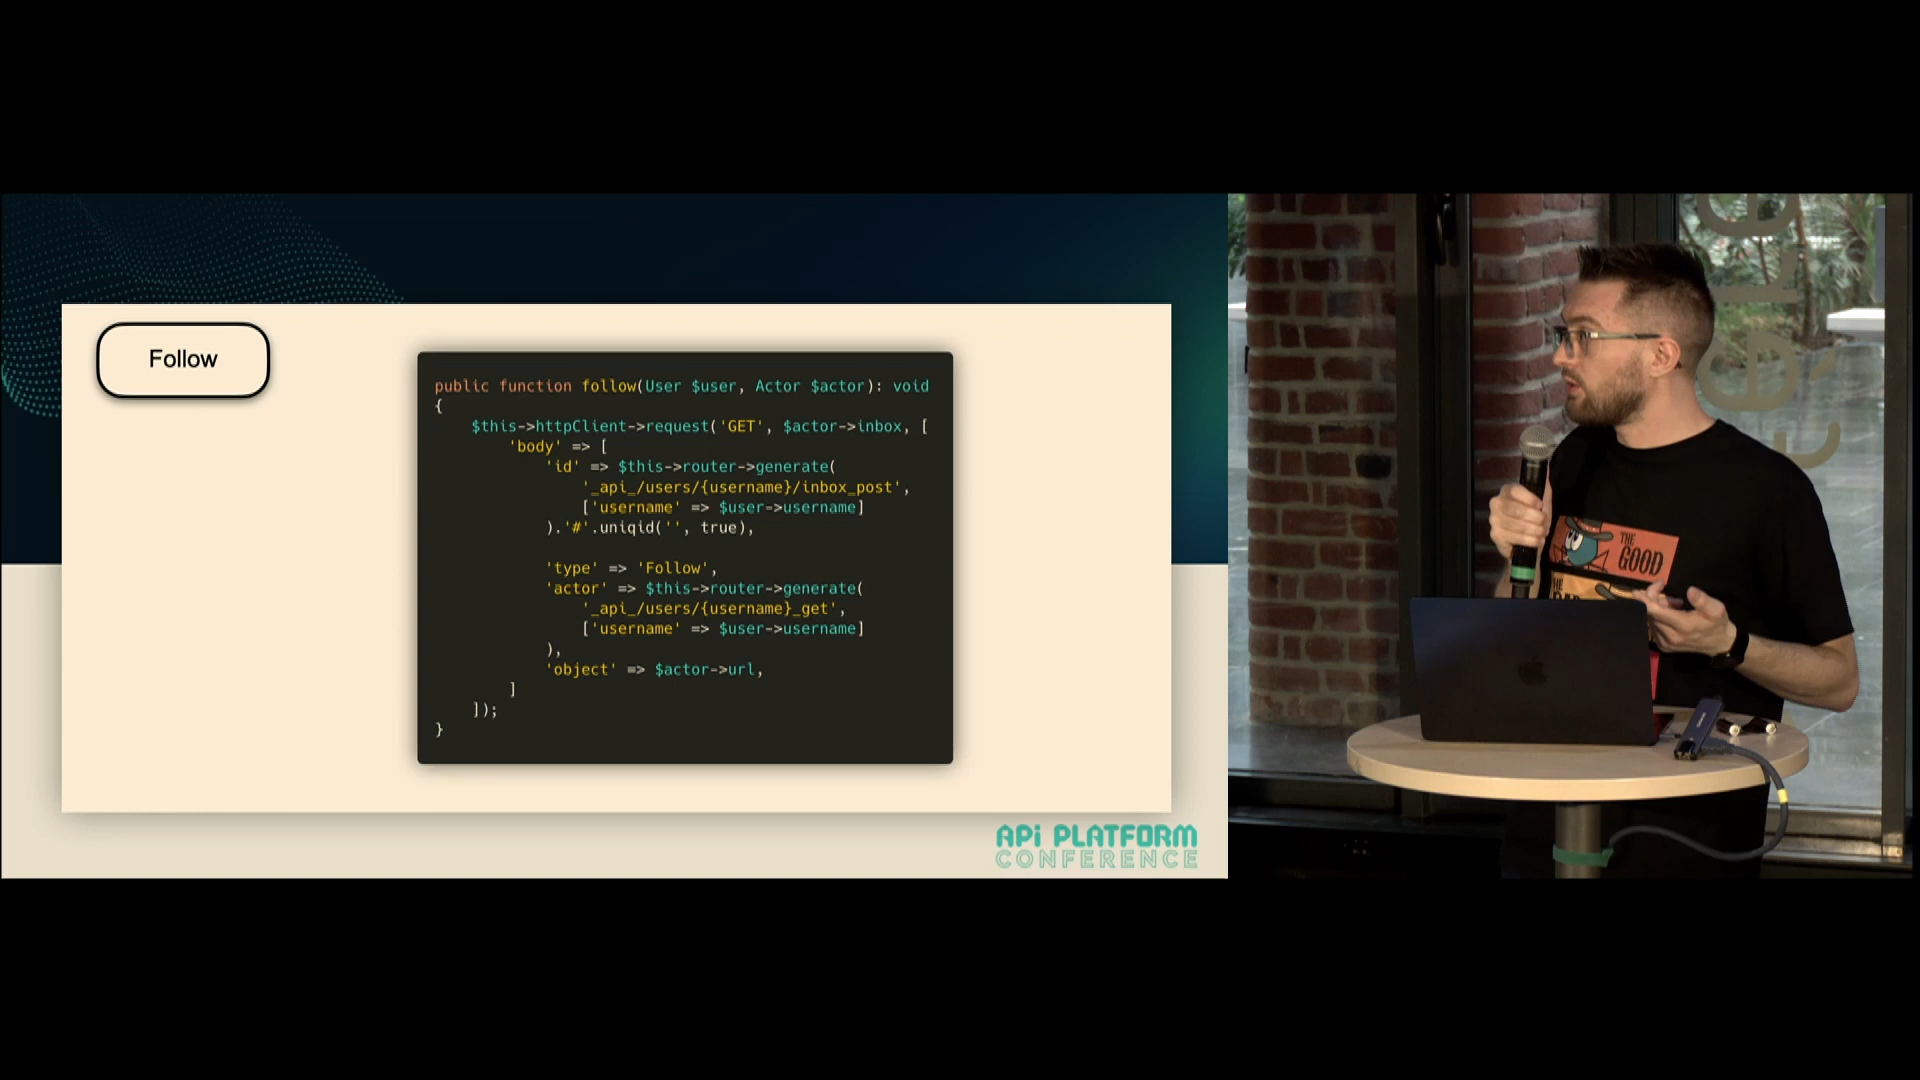 Follow
public function follow(User $user, Actor $actor): void
{
$this->httpClient->request('GET', $actor->inbox, [
'body' => [
'id' => $this->router->generate(
'_api_/users/{username}/inbox_post',
['username' => $user->username]
).'#'.uniqid('', true),
'type' => 'Follow',
'actor' => $this->router->generate(
'_api_/users/{username}_get',
['username' => $user->username]
),
'object' => $actor->url,
]
]);
}
APi PLATFORM
CONFERENCE
THE
GOOD
THE